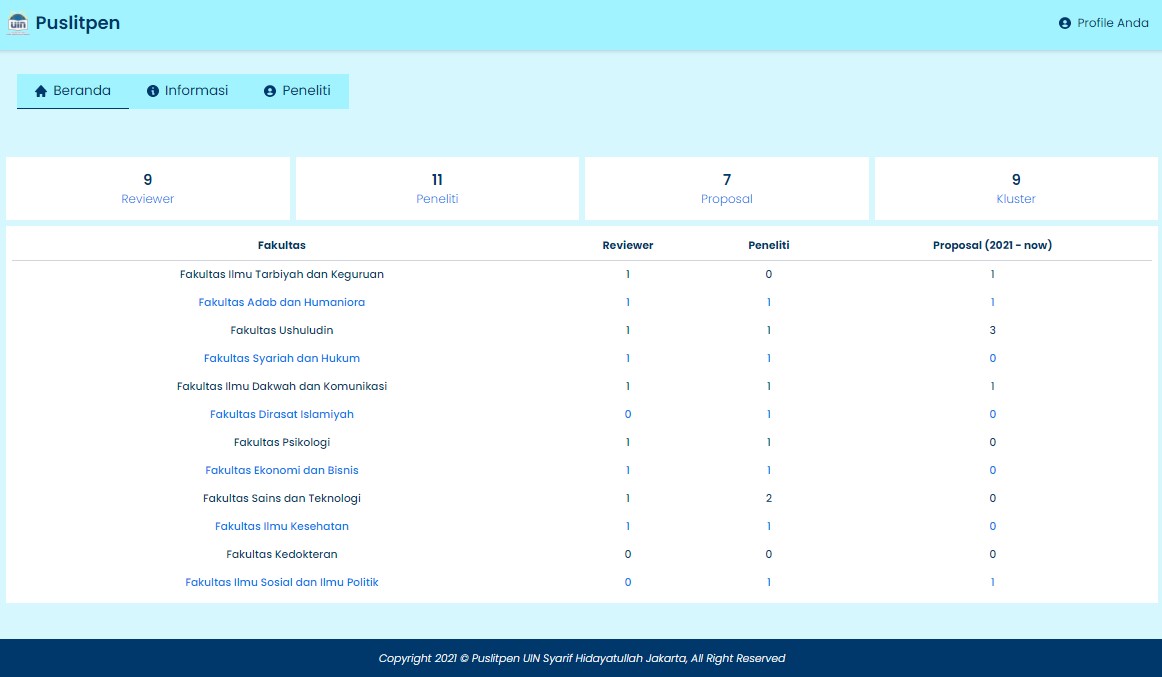 uin Puslitpen Profile Anda
Beranda Informasi Peneliti
9 11 7 9
Reviewer Peneliti Proposal Kluster
Fakultas Reviewer Peneliti Proposal (2021 - now)
Fakultas Ilmu Tarbiyah dan Keguruan 1 0 1
Fakultas Adab dan Humaniora 1 1 1
Fakultas Ushuludin 1 1 3
Fakultas Syariah dan Hukum 1 1 0
Fakultas Ilmu Dakwah dan Komunikasi 1 1 1
Fakultas Dirasat Islamiyah 0 1 0
Fakultas Psikologi 1 1 0
Fakultas Ekonomi dan Bisnis 1 1 0
Fakultas Sains dan Teknologi 1 2 0
Fakultas Ilmu Kesehatan 1 1 0
Fakultas Kedokteran 0 0 0
Fakultas Ilmu Sosial dan Ilmu Politik 0 1 1
Copyright 2021 © Puslitpen UIN Syarif Hidayatullah Jakarta, All Right Reserved